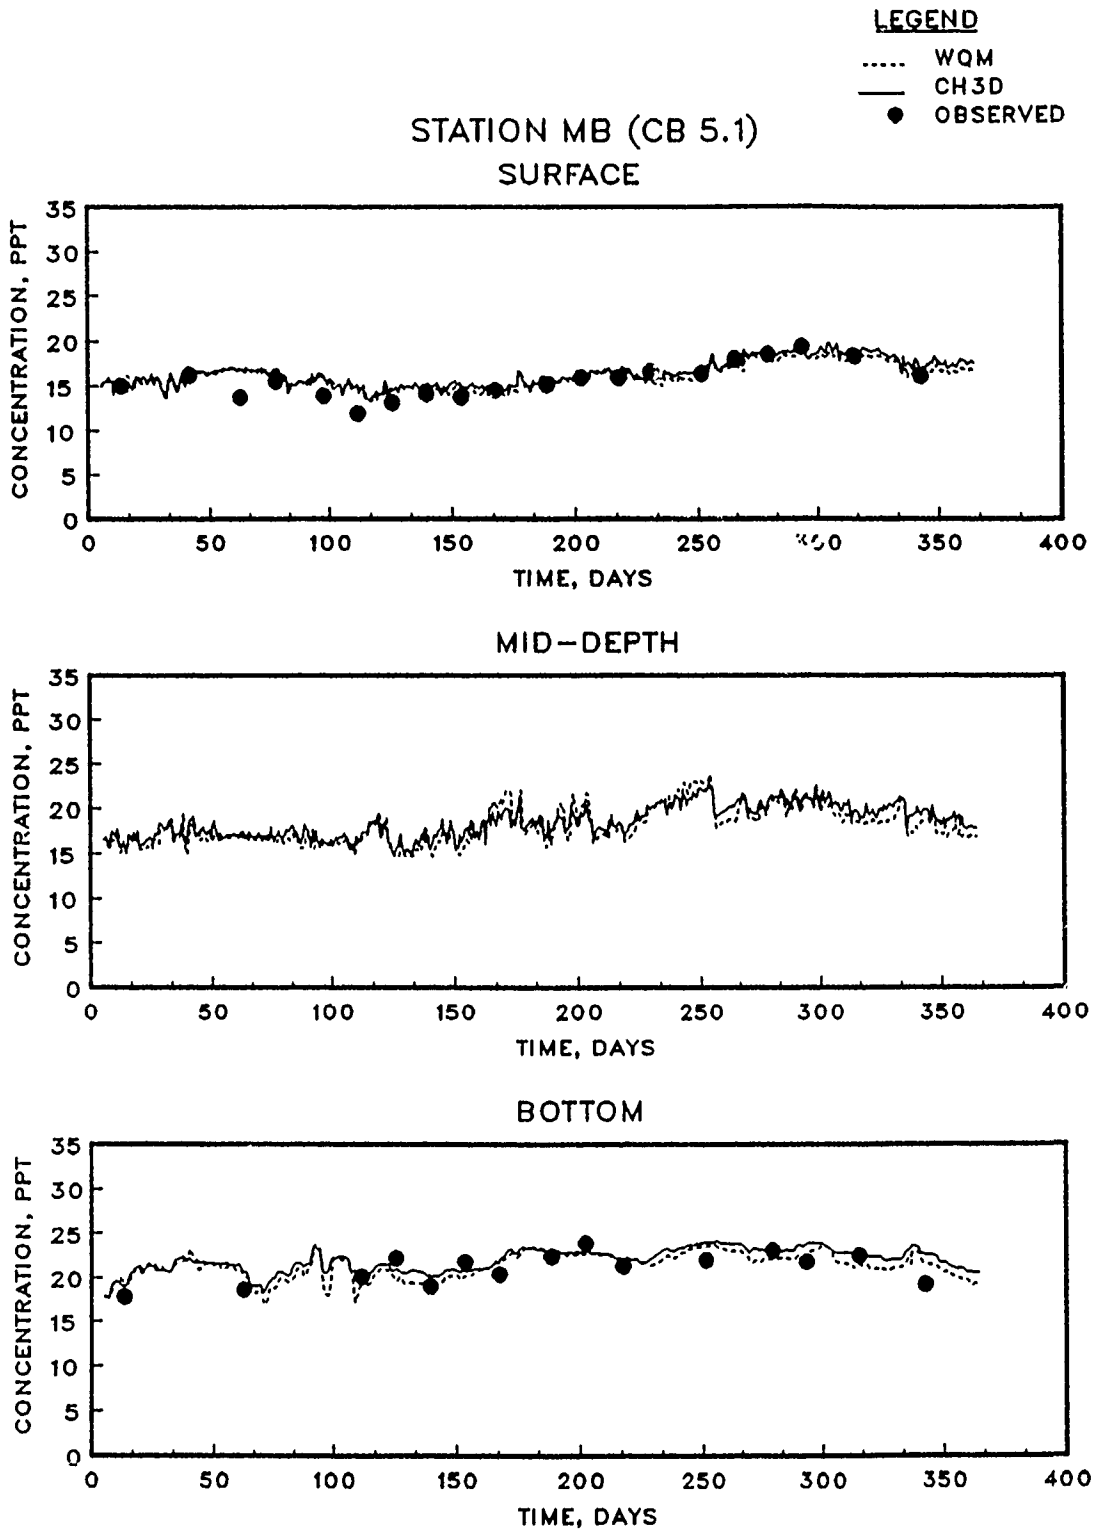 LEGEND
WQM
CH3D
OBSERVED
STATION MB (CB 5.1)
SURFACE
CONCENTRATION, PPT
35
30
25
20
15
10
5
0
0 50 100 150 200 250 350 400
TIME, DAYS
MID-DEPTH
CONCENTRATION, PPT
35
30
25
20
15
10
5
0
0 50 100 150 200 250 300 350 400
TIME, DAYS
BOTTOM
CONCENTRATION, PPT
35
30
25
20
15
10
5
0
0 50 100 150 200 250 300 350 400
TIME, DAYS